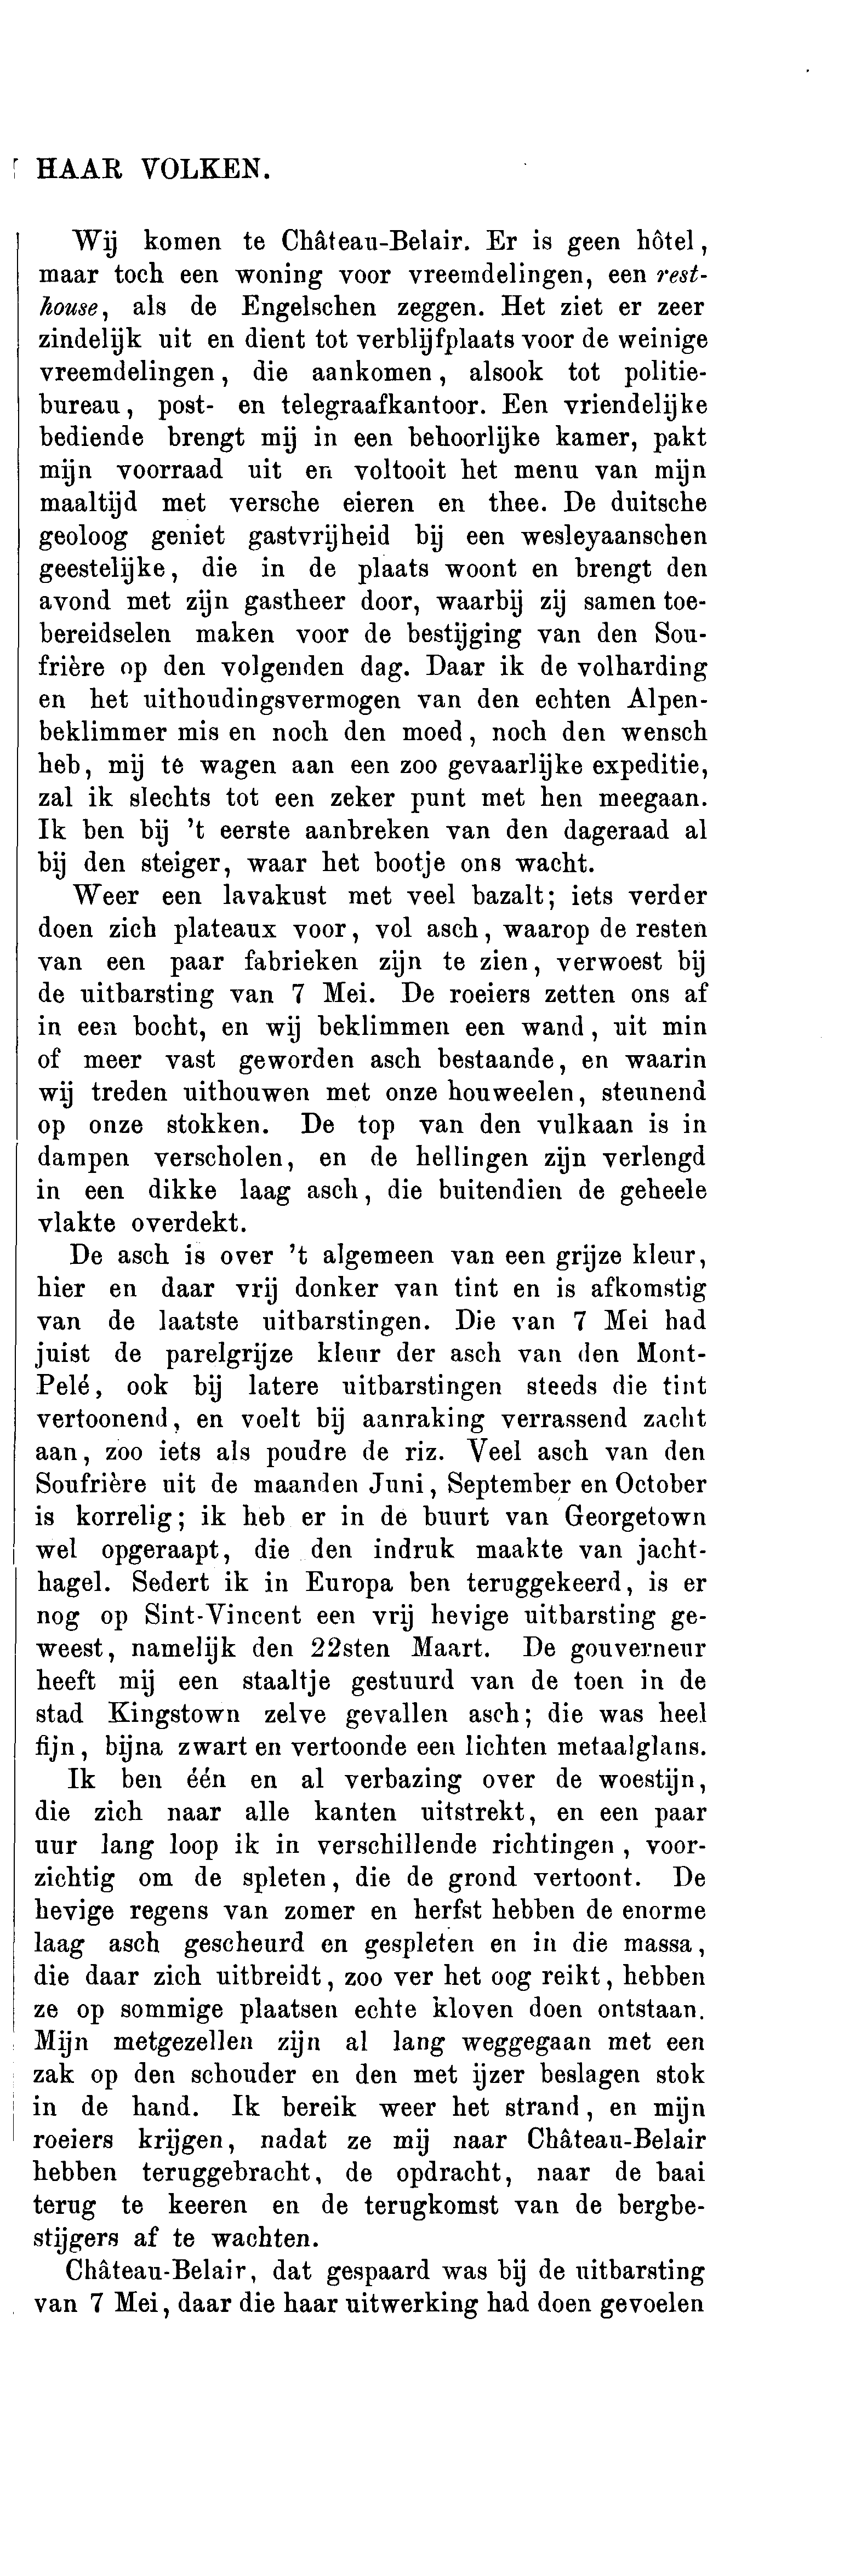 HAAR VOLKEN.
Wij komen te Château-Belair. Er is geen hôtel,
maar toch een woning voor vreemdelingen, een rest-
house, als de Engelschen zeggen. Het ziet er zeer
zindelijk uit en dient tot verblijfplaats voor de weinige
vreemdelingen, die aankomen, alsook tot politie-
bureau, post- en telegraafkantoor. Een vriendelijke
bediende brengt mij in een behoorlijke kamer, pakt
mijn voorraad uit en voltooit het menu van mijn
maaltijd met versche eieren en thee. De duitsche
geoloog geniet gastvrijheid bij een wesleyaanschen
geestelijke, die in de plaats woont en brengt den
avond met zijn gastheer door, waarbij zij samen toe-
bereidselen maken voor de bestijging van den Sou-
frière op den volgenden dag. Daar ik de volharding
en het uithoudingsvermogen van den echten Alpen-
beklimmer mis en noch den moed, noch den wensch
heb, mij te wagen aan een zoo gevaarlijke expeditie,
zal ik slechts tot een zeker punt met hen meegaan.
Ik ben bij 't eerste aanbreken van den dageraad al
bij den steiger, waar het bootje ons wacht.
Weer een lavakust met veel bazalt; iets verder
doen zich plateaux voor, vol asch, waarop de resten
van een paar fabrieken zijn te zien, verwoest bij
de uitbarsting van 7 Mei. De roeiers zetten ons af
in een bocht, en wij beklimmen een wand, uit min
of meer vast geworden asch bestaande, en waarin
wij treden uithouwen met onze houweelen, steunend
op onze stokken. De top van den vulkaan is in
dampen verscholen, en de hellingen zijn verlengd
in een dikke laag asch, die buitendien de geheele
vlakte overdekt.
De asch is over 't algemeen van een grijze kleur,
hier en daar vrij donker van tint en is afkomstig
van de laatste uitbarstingen. Die van 7 Mei had
juist de parelgrijze kleur der asch van den Mont-
Pelé, ook bij latere uitbarstingen steeds die tint
vertoonend, en voelt bij aanraking verrassend zacht
aan, zoo iets als poudre de riz. Veel asch van den
Soufrière uit de maanden Juni, September en October
is korrelig; ik heb er in de buurt van Georgetown
wel opgeraapt, die den indruk maakte van jacht-
hagel. Sedert ik in Europa ben teruggekeerd, is er
nog op Sint-Vincent een vrij hevige uitbarsting ge-
weest, namelijk den 22sten Maart. De gouverneur
heeft mij een staaltje gestuurd van de toen in de
stad Kingstown zelve gevallen asch; die was heel
fijn, bijna zwart en vertoonde een lichten metaalglans.
Ik ben één en al verbazing over de woestijn,
die zich naar alle kanten uitstrekt, en een paar
uur lang loop ik in verschillende richtingen, voor-
zichtig om de spleten, die de grond vertoont. De
hevige regens van zomer en herfst hebben de enorme
laag asch gescheurd en gespleten en in die massa,
die daar zich uitbreidt, zoo ver het oog reikt, hebben
ze op sommige plaatsen echte kloven doen ontstaan.
Mijn metgezellen zijn al lang weggegaan met een
zak op den schouder en den met ijzer beslagen stok
in de hand. Ik bereik weer het strand, en mijn
roeiers krijgen, nadat ze mij naar Château-Belair
hebben teruggebracht, de opdracht, naar de baai
terug te keeren en de terugkomst van de bergbe-
stijgers af te wachten.
Château-Belair, dat gespaard was bij de uitbarsting
van 7 Mei, daar die haar uitwerking had doen gevoelen